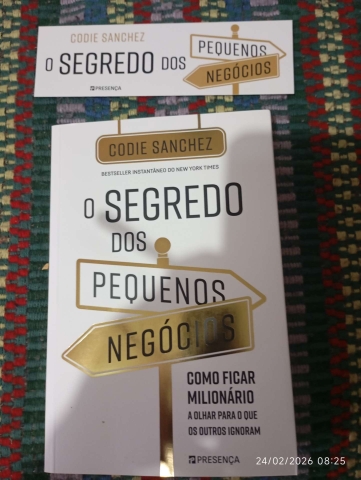 CODIE SANCHEZ
O SEGREDO DOS
PEQUENOS
NEGÓCIOS
PRESENÇA
CODIE SANCHEZ
BESTSELLER INSTANTÂNEO DO NEW YORK TIMES
O SEGREDO
DOS
PEQUENOS
NEGÓCIOS
COMO FICAR
MILIONÁRIO
A OLHAR PARA O QUE
OS OUTROS IGNORAM
PRESENÇA
24/02/2026 08:25